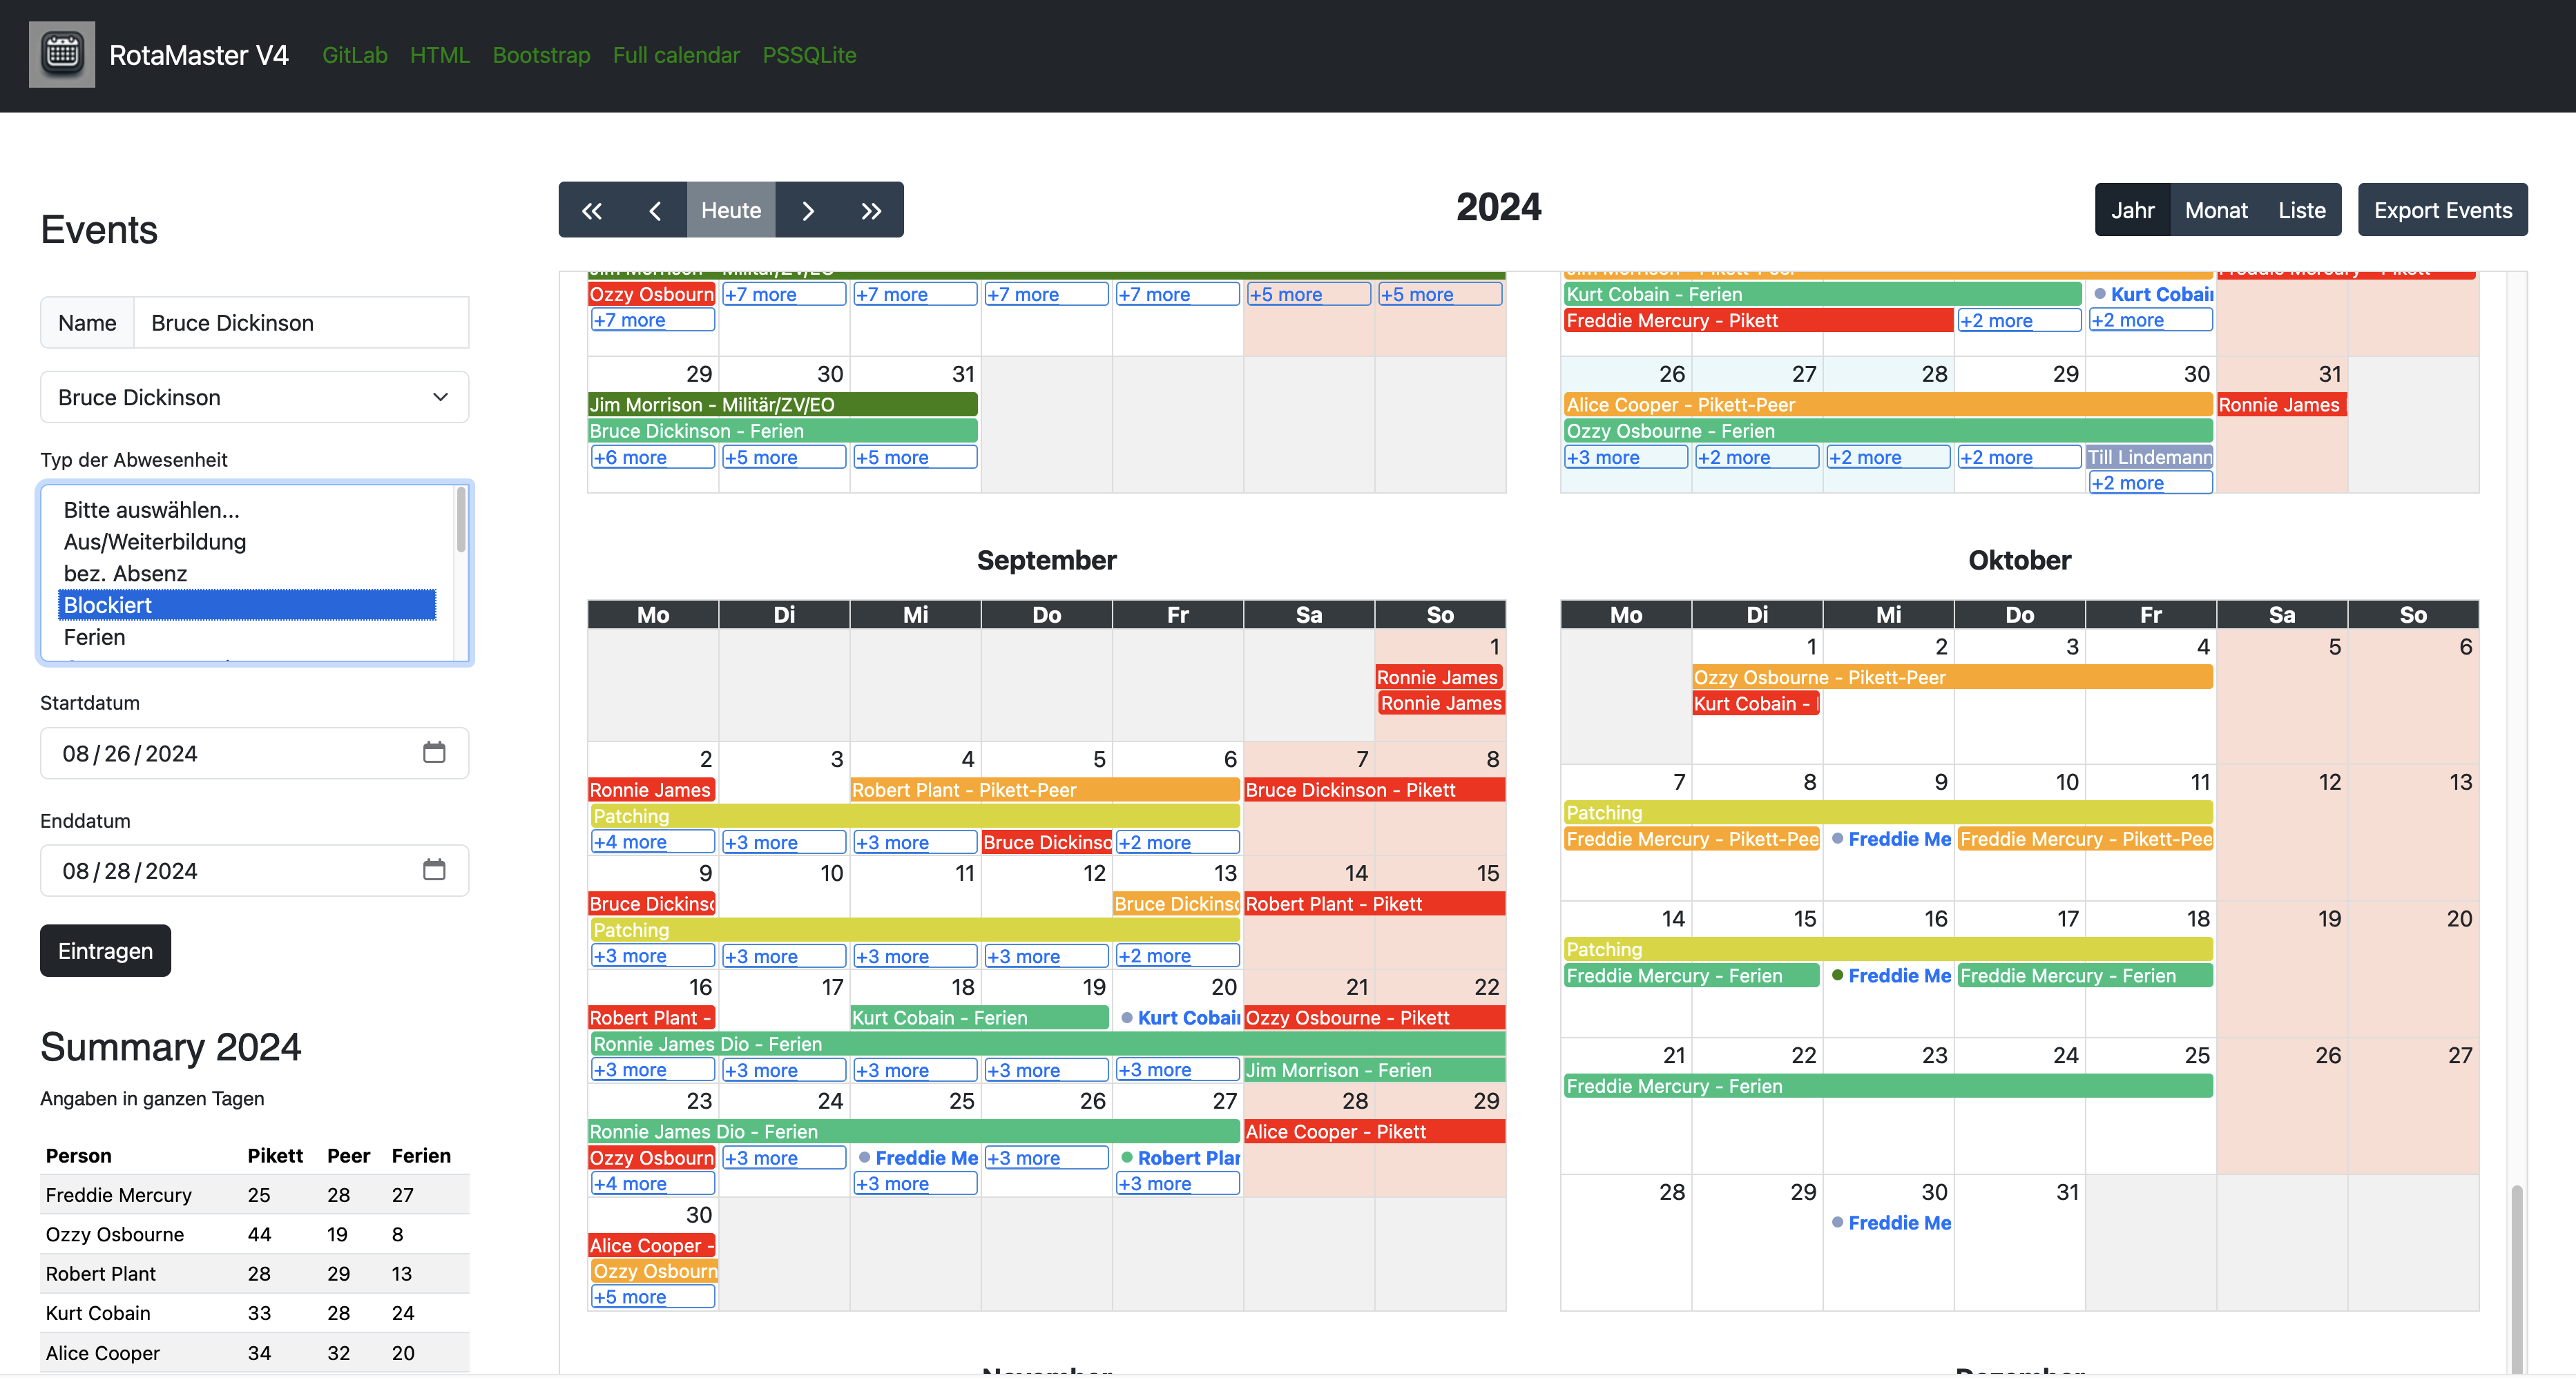 RotaMaster V4 GitLab HTML Bootstrap Full calendar PSSQLite
Events
Name Bruce Dickinson
Bruce Dickinson
Typ der Abwesenheit
Bitte auswählen...
Aus/Weiterbildung
bez. Absenz
Blockiert
Ferien
Startdatum
08/26/2024
Enddatum
08/28/2024
Eintragen
Summary 2024
Angaben in ganzen Tagen
Person Pikett Peer Ferien
Freddie Mercury 25 28 27
Ozzy Osbourne 44 19 8
Robert Plant 28 29 13
Kurt Cobain 33 28 24
Alice Cooper 34 32 20
Heute
2024
Jahr Monat Liste Export Events
Jim Morrison - Militär/ZV/EO
Ozzy Osbourn +7 more +7 more +7 more +7 more +5 more +5 more
+7 more
29 30 31
Jim Morrison - Militär/ZV/EO
Bruce Dickinson - Ferien
+6 more +5 more +5 more
Jim Morrison - Pikett-Peer Freddie Mercury - Pikett
Kurt Cobain - Ferien Kurt Cobai
Freddie Mercury - Pikett +2 more +2 more
26 27 28 29 30 31
Alice Cooper - Pikett-Peer Ronnie James
Ozzy Osbourne - Ferien
+3 more +2 more +2 more +2 more Till Lindemann
+2 more
September
Mo Di Mi Do Fr Sa So
1
Ronnie James
Ronnie James
2 3 4 5 6 7 8
Ronnie James Robert Plant - Pikett-Peer Bruce Dickinson - Pikett
Patching
+4 more +3 more +3 more Bruce Dickinso +2 more
9 10 11 12 13 14 15
Bruce Dickinso Bruce Dickinso Robert Plant - Pikett
Patching
+3 more +3 more +3 more +3 more +2 more
16 17 18 19 20 21 22
Robert Plant - Kurt Cobain - Ferien Kurt Cobai Ozzy Osbourne - Pikett
Ronnie James Dio - Ferien
+3 more +3 more +3 more +3 more +3 more Jim Morrison - Ferien
23 24 25 26 27 28 29
Ronnie James Dio - Ferien Alice Cooper - Pikett
Ozzy Osbourn +3 more Freddie Me +3 more Robert Plan
+4 more +3 more +3 more
30
Alice Cooper -
Ozzy Osbourn
+5 more
Oktober
Mo Di Mi Do Fr Sa So
1 2 3 4 5 6
Ozzy Osbourne - Pikett-Peer
Kurt Cobain -
7 8 9 10 11 12 13
Patching
Freddie Mercury - Pikett-Pee Freddie Me Freddie Mercury - Pikett-Pee
14 15 16 17 18 19 20
Patching
Freddie Mercury - Ferien Freddie Me Freddie Mercury - Ferien
21 22 23 24 25 26 27
Freddie Mercury - Ferien
28 29 30 31
Freddie Me
November Dezember